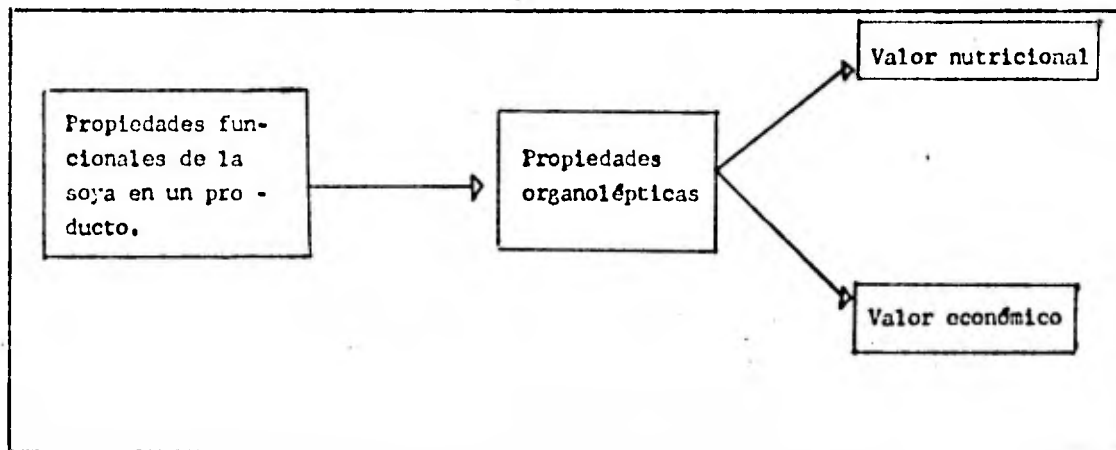 Propiedades fun-
cionales de la
soya en un pro -
ducto.
Propiedades
organolépticas
Valor nutricional
Valor económico